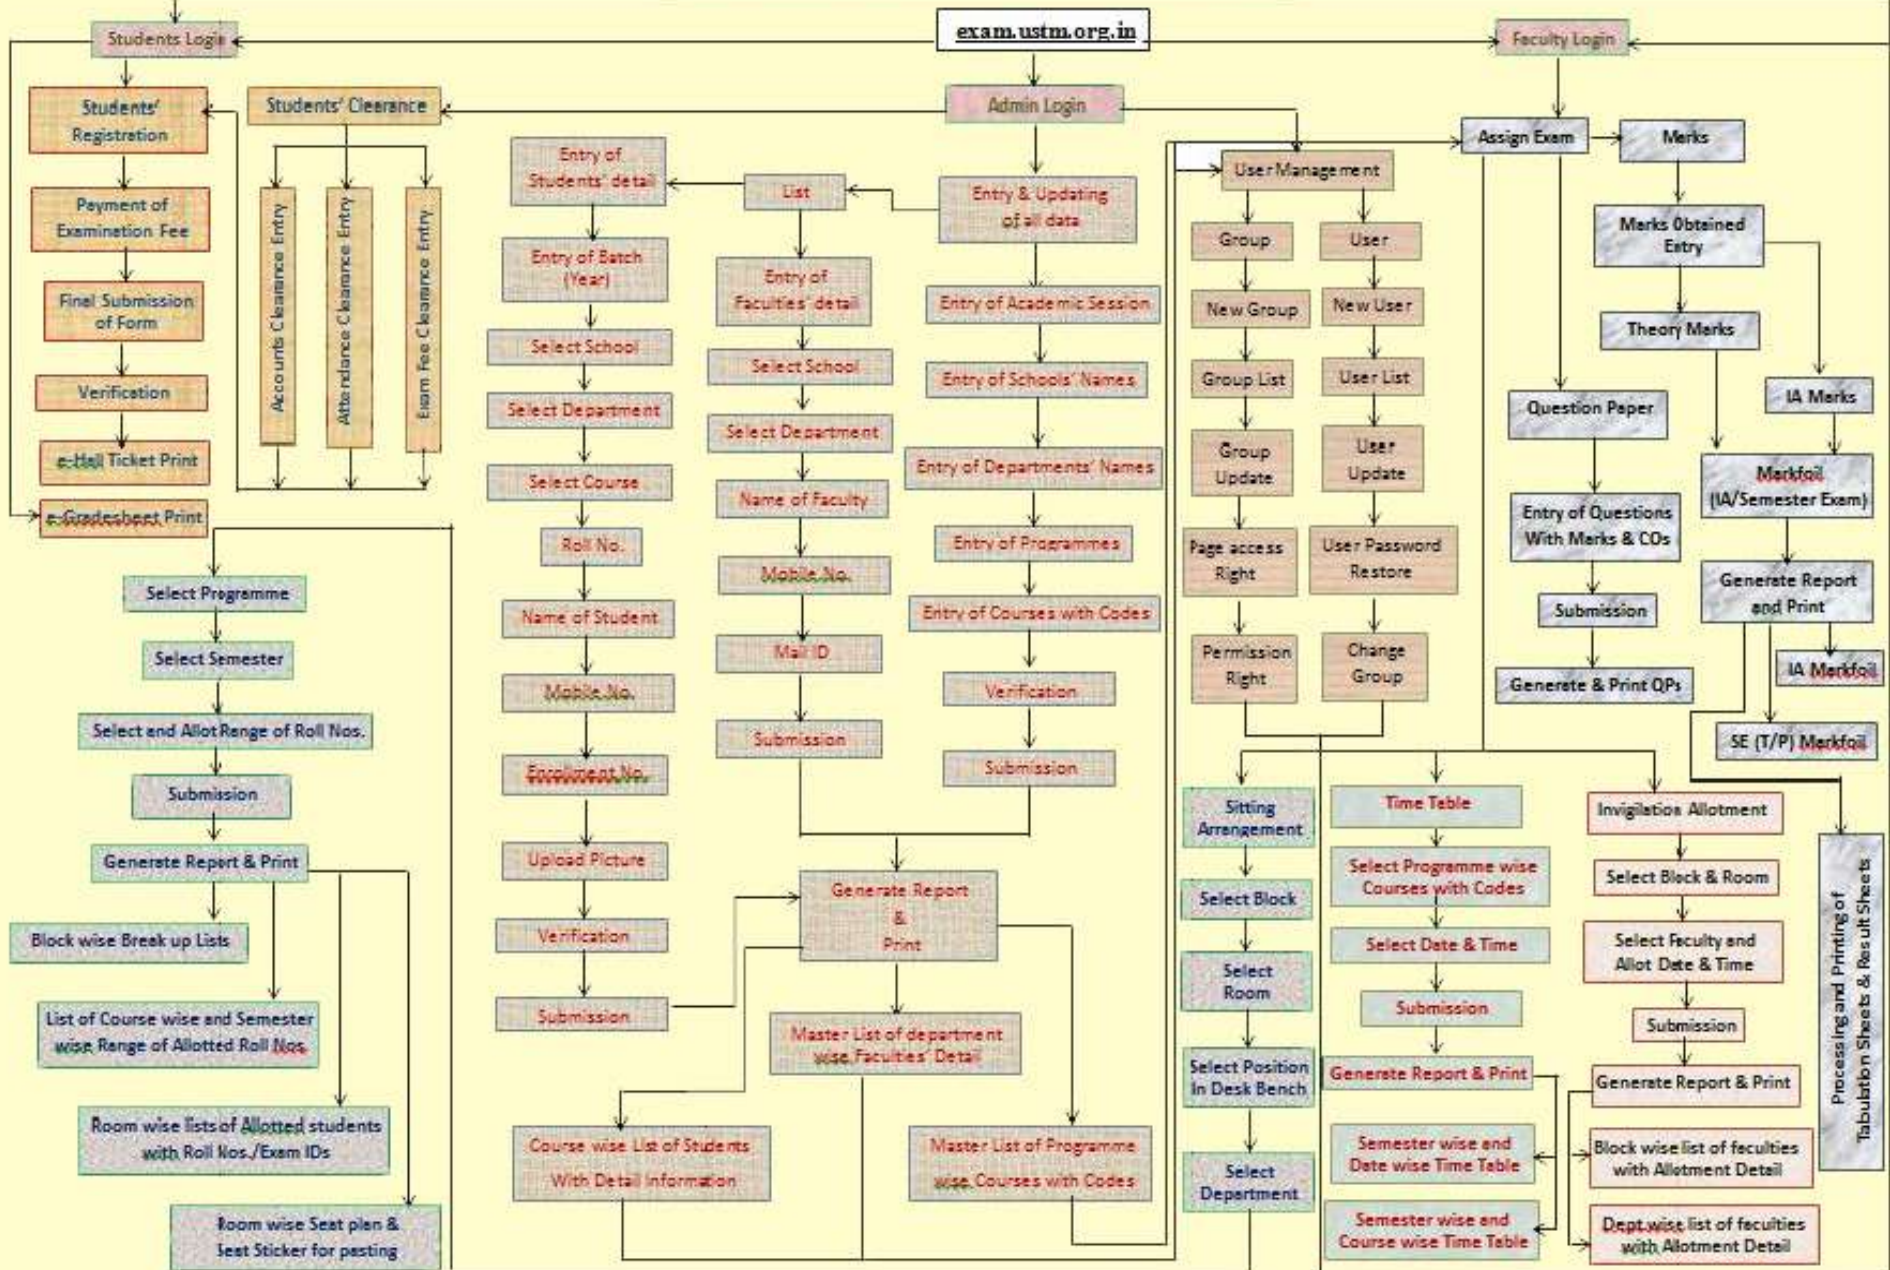 exam.ustm.org.in
Students Login
Faculty Login
Admin Login
Students'
Registration
Payment of
Examination Fee
Final Submission
of Form
Verification
e-Hall Ticket Print
e-Gradesheet Print
Students' Clearance
Accounts Clearance Entry
Attendance Clearance Entry
Exam Fee Clearance Entry
Select Programme
Select Semester
Select and Allot Range of Roll Nos.
Submission
Generate Report & Print
Block wise Break up Lists
List of Course wise and Semester
wise Range of Allotted Roll Nos.
Room wise lists of Allotted students
with Roll Nos./Exam IDs
Room wise Seat plan &
Seat Sticker for pasting
Entry of
Students' detail
Entry of Batch
(Year)
Select School
Select Department
Select Course
Roll No.
Name of Student
Mobile No.
Enrollment No.
Upload Picture
Verification
Submission
List
Entry of
Faculties' detail
Select School
Select Department
Name of Faculty
Mobile No.
Mail ID
Submission
Entry & Updating
of all data
Entry of Academic Session
Entry of Schools' Names
Entry of Departments' Names
Entry of Programmes
Entry of Courses with Codes
Verification
Submission
Generate Report
&
Print
Master List of department
wise Faculties' Detail
Course wise List of Students
With Detail Information
Master List of Programme
wise Courses with Codes
User Management
Group
New Group
Group List
Group
Update
Page access
Right
Permission
Right
User
New User
User List
User
Update
User Password
Restore
Change
Group
Assign Exam
Marks
Marks Obtained
Entry
Theory Marks
IA Marks
Markfoil
(IA/Semester Exam)
Generate Report
and Print
IA Markfoil
SE (T/P) Markfoil
Processing and Printing of
Tabulation Sheets & Result Sheets
Question Paper
Entry of Questions
With Marks & COs
Submission
Generate & Print QPs
Sitting
Arrangement
Select Block
Select
Room
Select Position
In Desk Bench
Select
Department
Time Table
Select Programme wise
Courses with Codes
Select Date & Time
Submission
Generate Report & Print
Semester wise and
Date wise Time Table
Semester wise and
Course wise Time Table
Invigilation Allotment
Select Block & Room
Select Faculty and
Allot Date & Time
Submission
Generate Report & Print
Block wise list of faculties
with Allotment Detail
Dept.wise list of faculties
with Allotment Detail